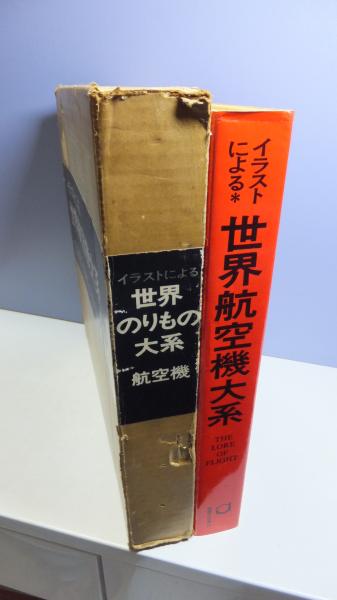 イラストによる
世界
のりもの
大系
航空機
イラスト
による*
世界航空機大系
THE
LORE
OF
FLIGHT